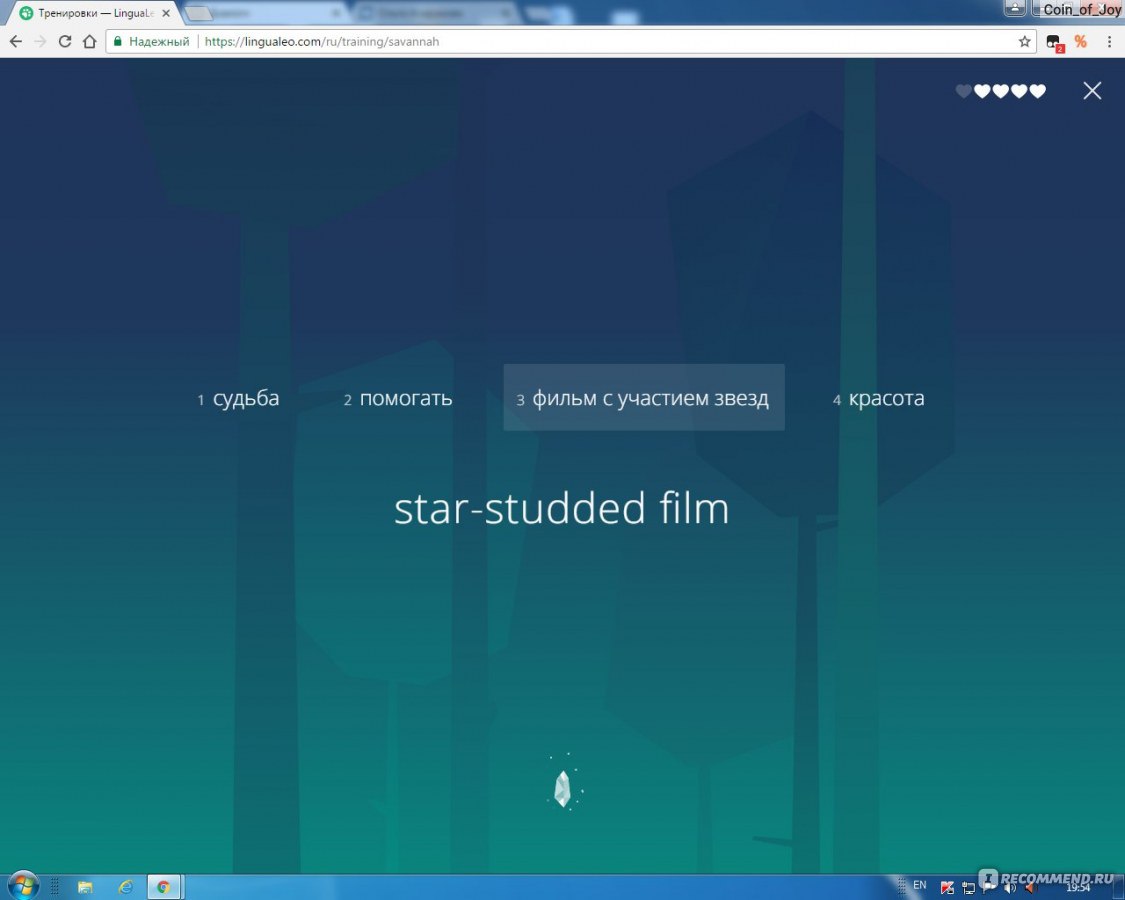 Тренировки — LinguaLe
Coin_of_Joy
Надежный https://lingualeo.com/ru/training/savannah
2 %
1 судьба 2 помогать 3 фильм с участием звезд 4 красота
star-studded film
EN
19:54
I RECOMMEND.RU